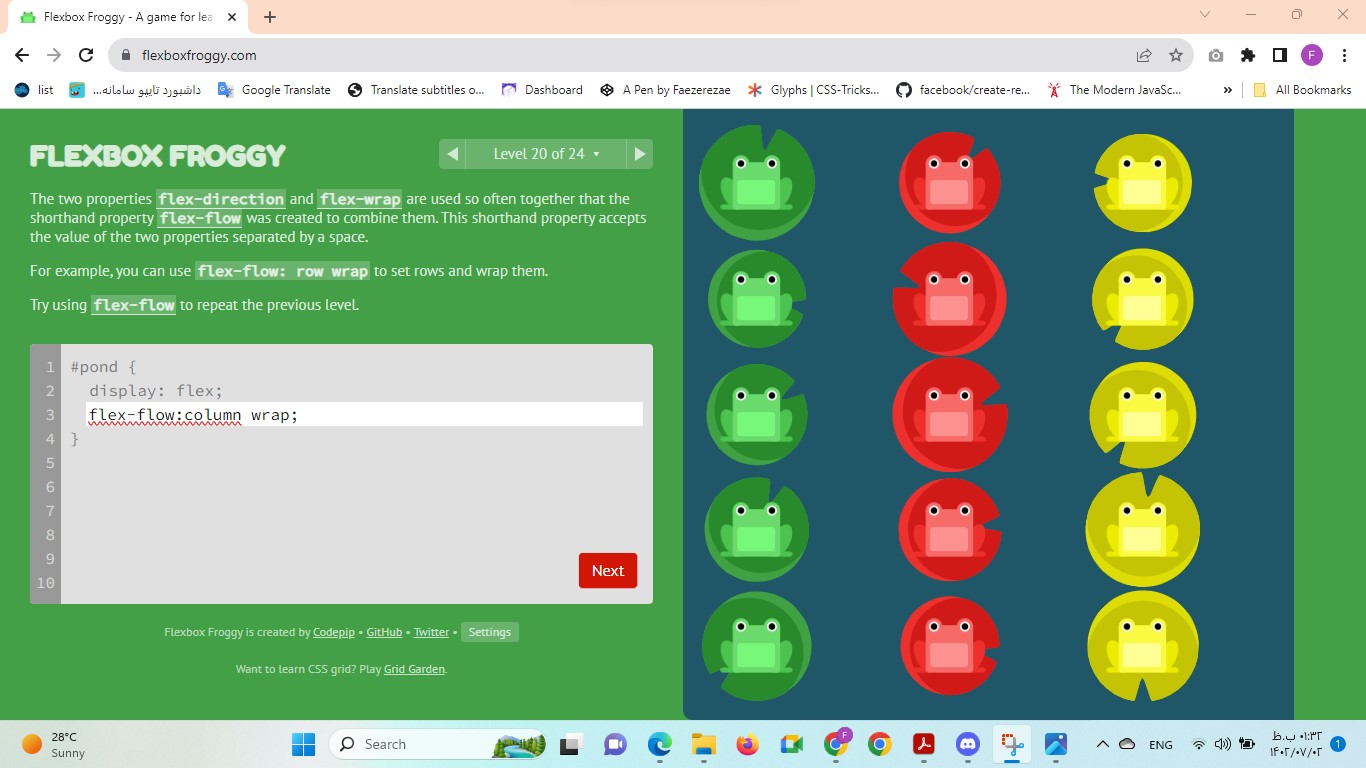 Flexbox Froggy - A game for lea
flexboxfroggy.com
F
list
داشبورد تاپیو سامانه...
Google Translate
Translate subtitles o...
Dashboard
A Pen by Faezerezae
Glyphs | CSS-Tricks...
facebook/create-re...
The Modern JavaSc...
»
All Bookmarks
FLEXBOX FROGGY
Level 20 of 24
The two properties flex-direction and flex-wrap are used so often together that the
shorthand property flex-flow was created to combine them. This shorthand property accepts
the value of the two properties separated by a space.
For example, you can use flex-flow: row wrap to set rows and wrap them.
Try using flex-flow to repeat the previous level.
1 #pond {
2 display: flex;
3 flex-flow:column wrap;
4 }
5
6
7
8
9
10
Next
Flexbox Froggy is created by Codepip • GitHub • Twitter • Settings
Want to learn CSS grid? Play Grid Garden.
28°C
Sunny
Search
F
ENG
۰۱:۳۲ ب.ظ
۱۴۰۲/۰۷/۰۲
1